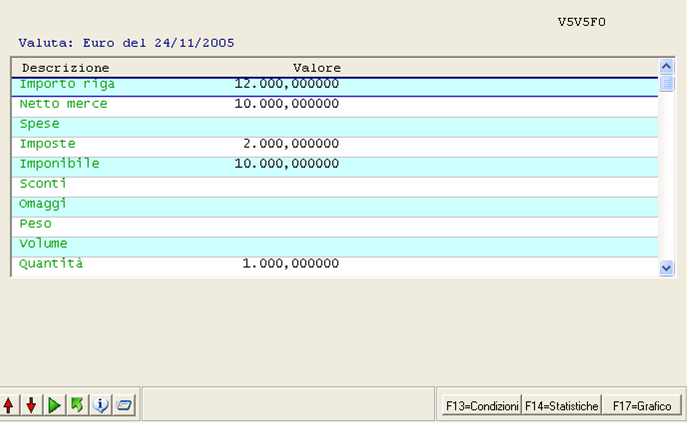 V5V5F0
Valuta: Euro del 24/11/2005
Descrizione Valore
Importo riga 12.000,000000
Netto merce 10.000,000000
Spese
Imposte 2.000,000000
Imponibile 10.000,000000
Sconti
Omaggi
Peso
Volume
Quantità 1.000,000000
F13=Condizioni F14=Statistiche F17=Grafico